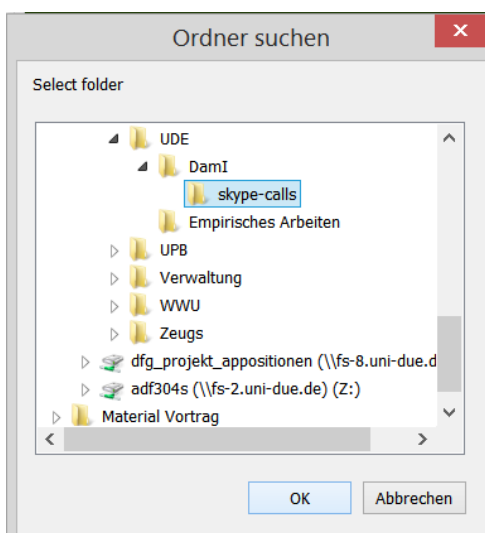 Ordner suchen
Select folder
UDE
DamI
skype-calls
Empirisches Arbeiten
UPB
Verwaltung
WWU
Zeugs
dfg_projekt_appositionen (\\fs-8.uni-due.d
adf304s (\\fs-2.uni-due.de) (Z:)
Material Vortrag
OK Abbrechen